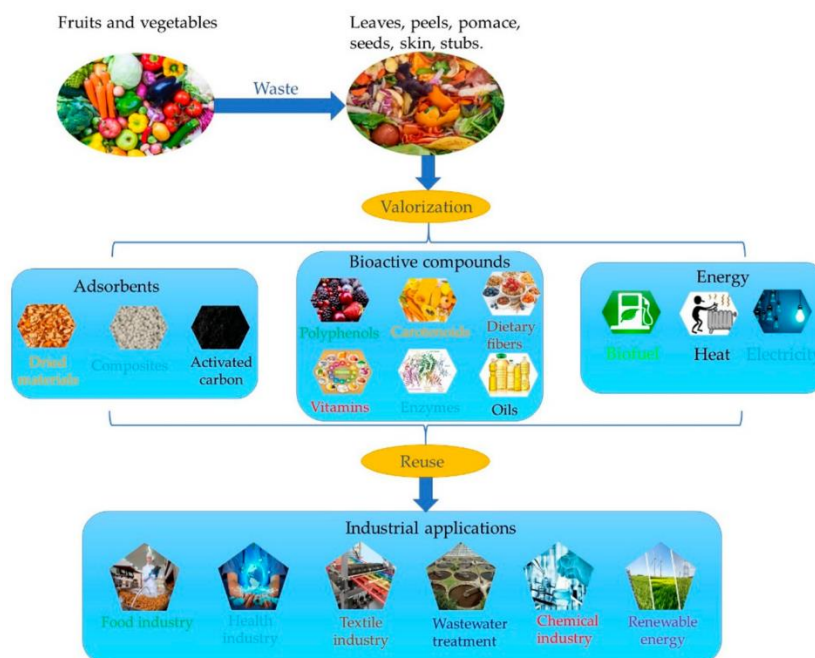 Fruits and vegetables
Leaves, peels, pomace,
seeds, skin, stubs.
Waste
Valorization
Adsorbents
Dried
materials
Composites
Activated
carbon
Bioactive compounds
Polyphenols
Carotenoids
Dietary
fibers
Vitamins
Enzymes
Oils
Energy
Biofuel
Heat
Electricity
Reuse
Industrial applications
Food industry
Health
industry
Textile
industry
Wastewater
treatment
Chemical
industry
Renewable
energy